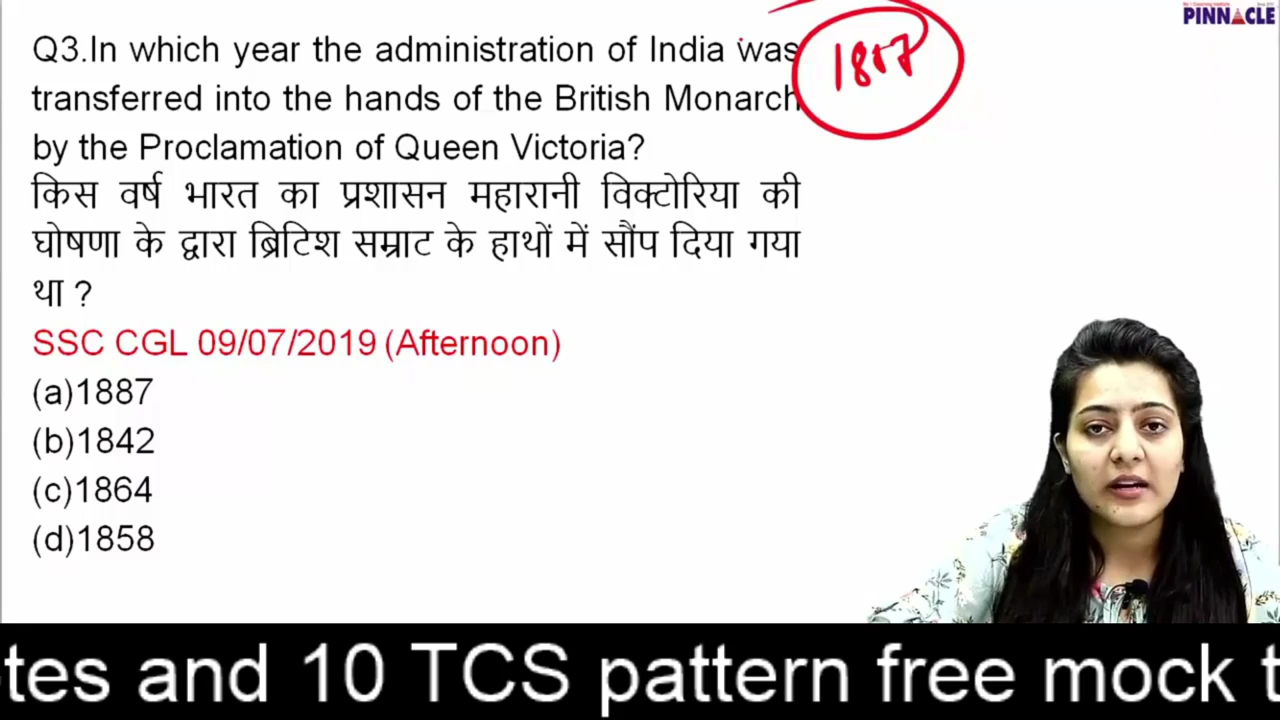 PINNACLE
Q3.In which year the administration of India was
1857
transferred into the hands of the British Monarch
by the Proclamation of Queen Victoria?
किस वर्ष भारत का प्रशासन महारानी विक्टोरिया की
घोषणा के द्वारा ब्रिटिश सम्राट के हाथों में सौंप दिया गया
था ?
SSC CGL 09/07/2019 (Afternoon)
(a)1887
(b)1842
(c)1864
(d)1858
tes and 10 TCS pattern free mock t